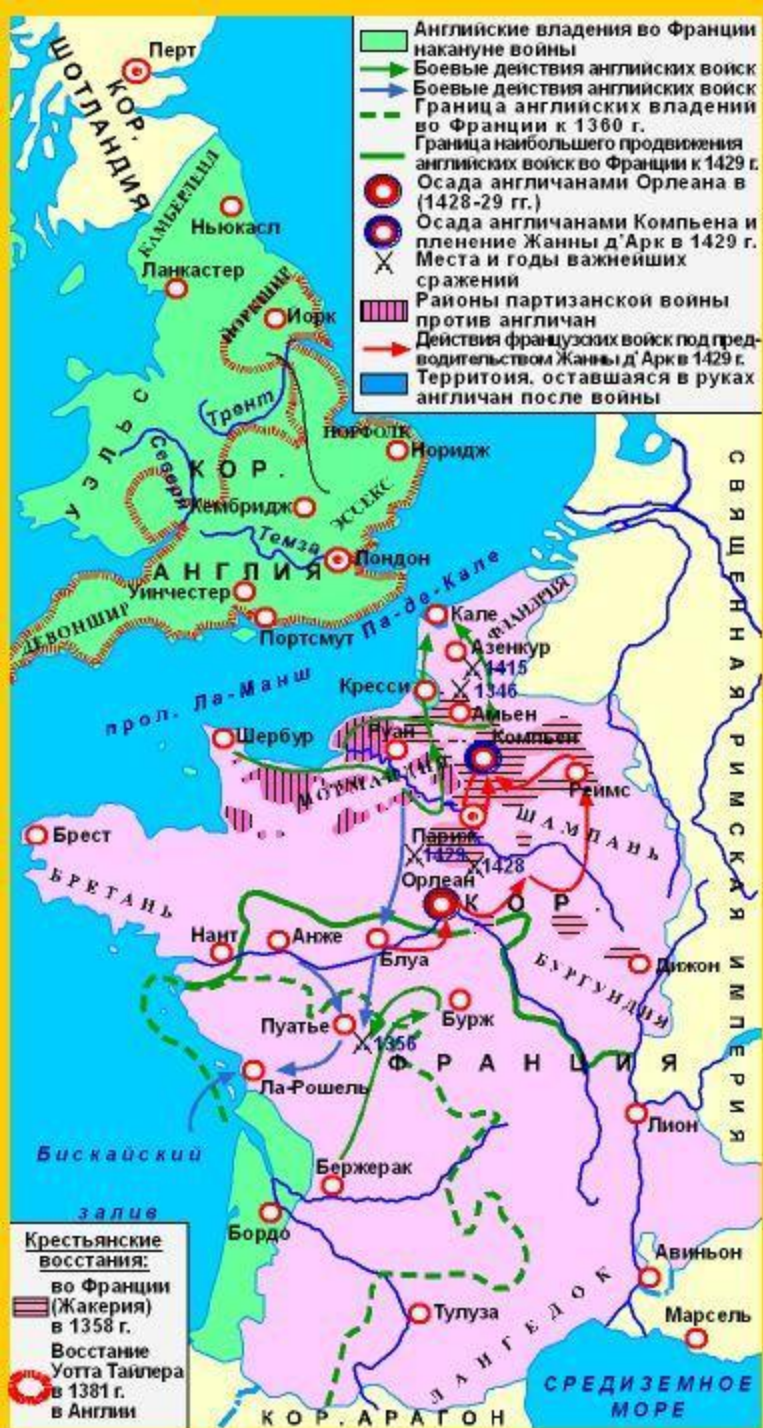 Английские владения во Франции
накануне войны
Боевые действия английских войск
Боевые действия английских войск
Граница английских владений
во Франции к 1360 г.
Граница наибольшего продвижения
английских войск во Франции к 1429 г.
Осада англичанами Орлеана в
(1428-29 гг.)
Осада англичанами Компьена и
пленение Жанны д'Арк в 1429 г.
Места и годы важнейших
сражений
Районы партизанской войны
против англичан
Действия французских войск под пред-
водительством Жанны д'Арк в 1429 г.
Территоия. оставшаяся в руках
англичан после войны
Перт
КОР.
ШОТЛАНДИЯ
КАМБЕРЛЕНД
Ньюкасл
Ланкастер
ЙОРКШИР
Йорк
Трент
УЭЛЬС
Северн
НОРФОЛК
Норидж
КОР.
Кембридж
ЭССЕКС
Темза
Лондон
АНГЛИЯ
Уинчестер
ДЕВОНШИР
Портсмут
Па-де-Кале
прол. Ла-Манш
СВЯЩЕННАЯ РИМСКАЯ ИМПЕРИЯ
Кале
ФЛАНДРИЯ
Азенкур
1415
Кресси
1346
Амьен
Шербур
Руан
Компьен
НОРМАНДИЯ
Реймс
Брест
Париж
ШАМПАНЬ
1429
1428
БРЕТАНЬ
Орлеан
КОР.
Нант
Анже
Блуа
Дижон
БУРГУНДИЯ
Бурж
Пуатье
1356
ФРАНЦИЯ
Ла-Рошель
Лион
Бискайский
залив
Бержерак
Бордо
Авиньон
Тулуза
ЛАНГЕДОК
Марсель
СРЕДИЗЕМНОЕ
МОРЕ
КОР. АРАГОН
Крестьянские
восстания:
во Франции
(Жакерия)
в 1358 г.
Восстание
Уотта Тайлера
в 1381 г.
в Англии